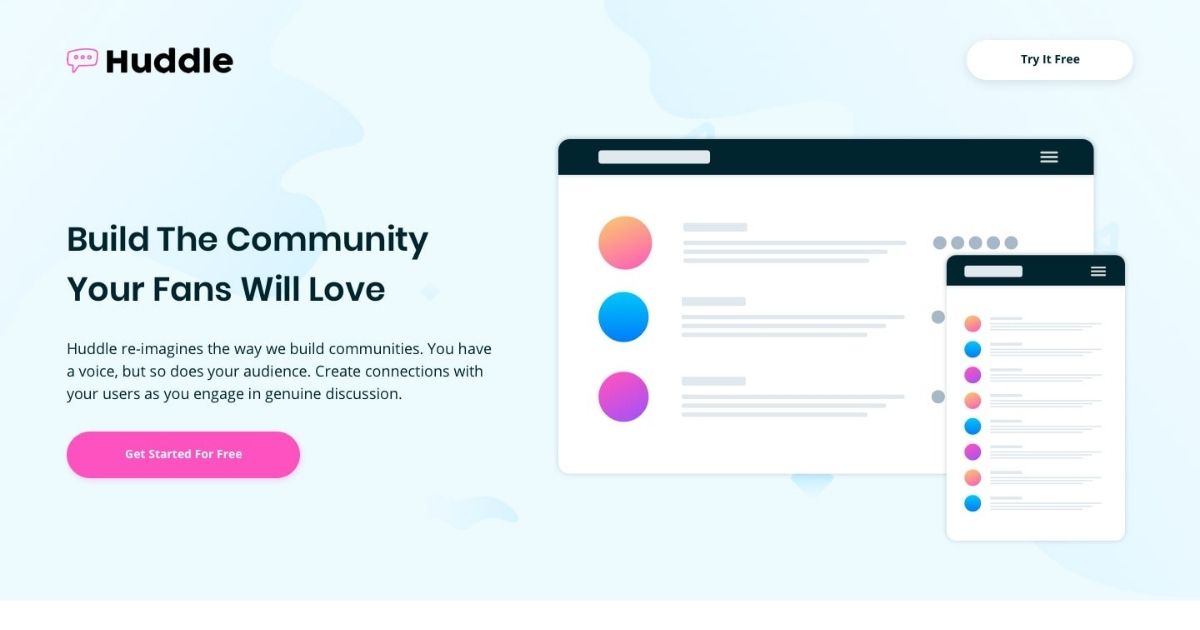 Huddle
Try It Free
Build The Community
Your Fans Will Love
Huddle re-imagines the way we build communities. You have
a voice, but so does your audience. Create connections with
your users as you engage in genuine discussion.
Get Started For Free